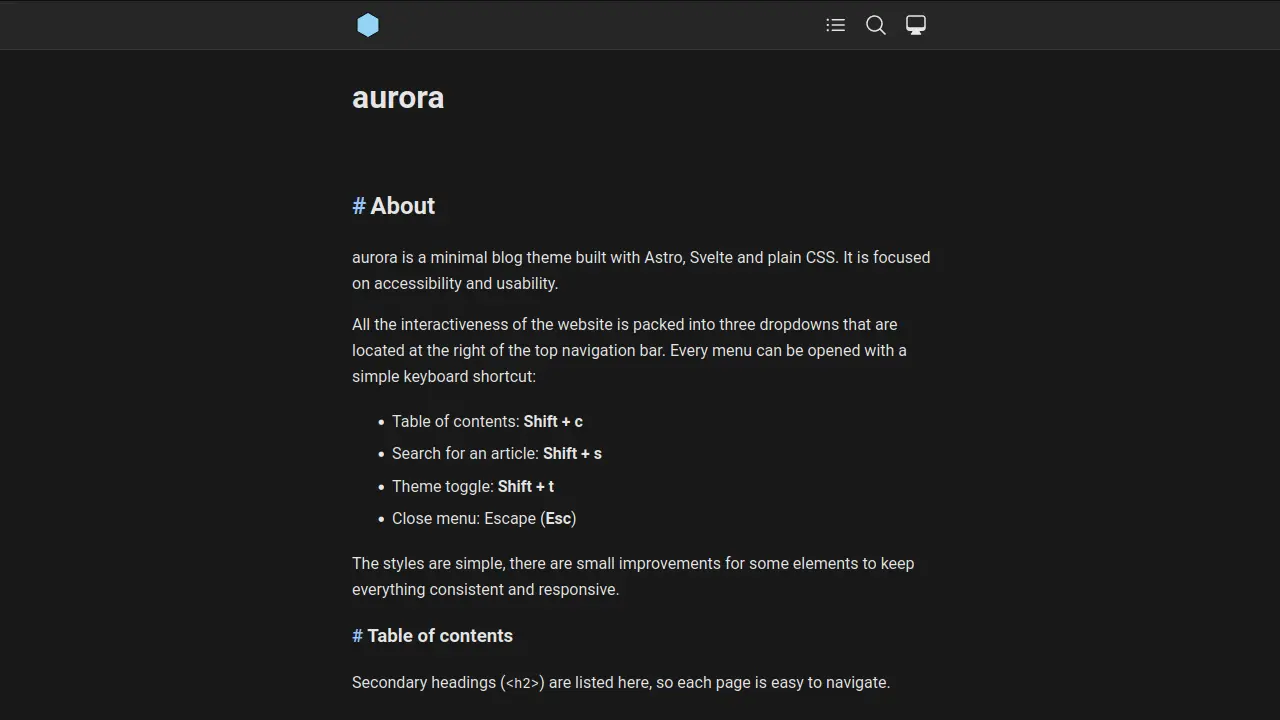 aurora
# About
aurora is a minimal blog theme built with Astro, Svelte and plain CSS. It is focused
on accessibility and usability.
All the interactiveness of the website is packed into three dropdowns that are
located at the right of the top navigation bar. Every menu can be opened with a
simple keyboard shortcut:
• Table of contents: Shift + c
• Search for an article: Shift + s
• Theme toggle: Shift + t
• Close menu: Escape (Esc)
The styles are simple, there are small improvements for some elements to keep
everything consistent and responsive.
# Table of contents
Secondary headings (<h2>) are listed here, so each page is easy to navigate.